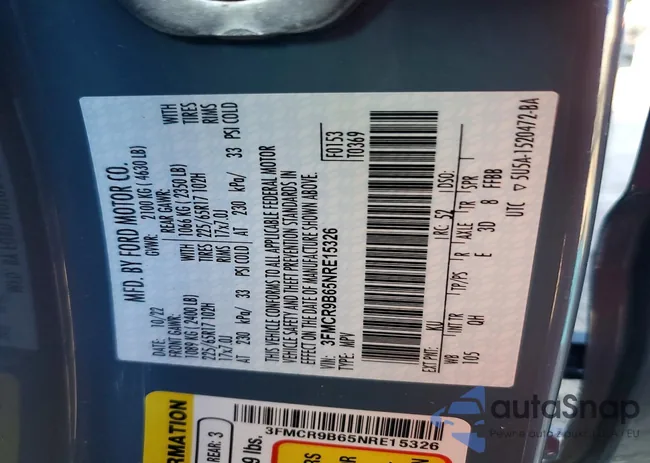 MFD. BY FORD MOTOR CO.
10/22
GVWR: 2100 KG ( 4630 LB)
FRONT GAWR: REAR GAWR:
1089 KG ( 2400 LB) WITH 1066 KG ( 2350 LB) WITH
225/65R17 102H TIRES 225/65R17 102H TIRES
17x7.0J RIMS 17x7.0J RIMS
AT 230 kPa/ 33 PSI COLD AT 230 kPa/ 33 PSI COLD
THIS VEHICLE CONFORMS TO ALL APPLICABLE FEDERAL MOTOR
VEHICLE SAFETY AND THEFT PREVENTION STANDARDS IN
EFFECT ON THE DATE OF MANUFACTURE SHOWN ABOVE.
VIN: 3FMCR9B65NRE15326
TYPE: MPV
F0153
T0369
EXT PNT: KU RC: 52 DSO:
WB INT TR TP/PS R AXLE TR SPR
105 QH E 3D 8 FFBB
UTC ▽ 5U5A-1520472-BA
3FMCR9B65NRE15326
REAR: 3
9 lbs.
autoSnap